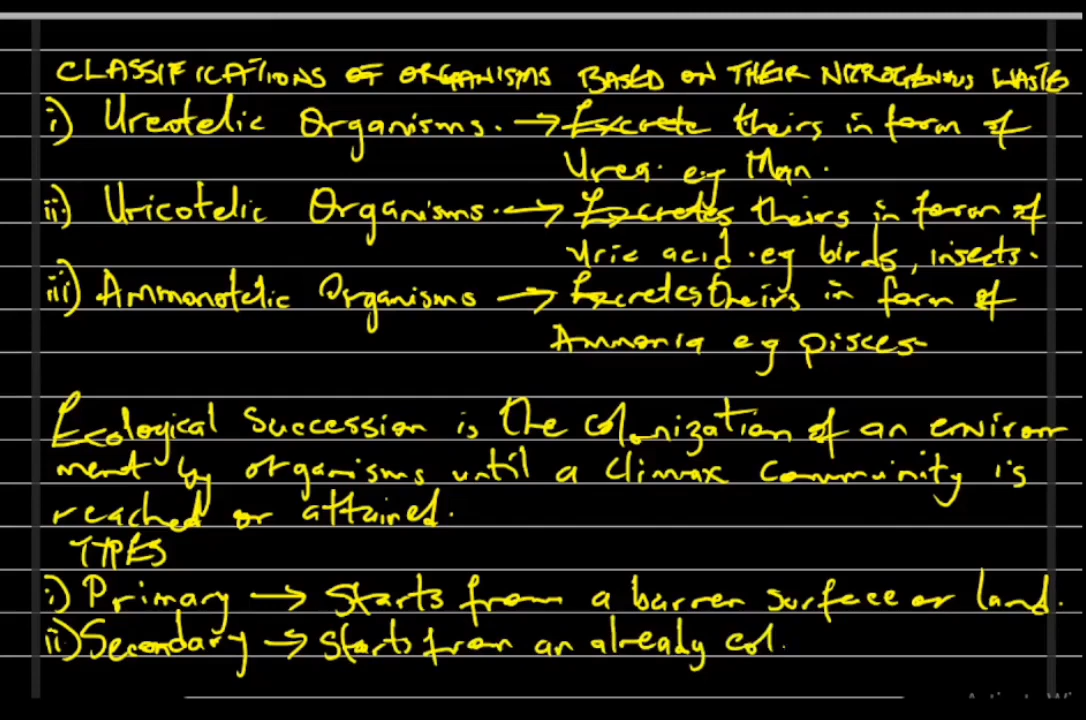 CLASSIFICATIONS OF ORGANISMS BASED ON THEIR NITROGENOUS WASTE
i) Ureotelic Organisms. → Excrete theirs in form of
Urea. eg Man.
ii) Uricotelic Organisms. → Excretes theirs in form of
Uric acid. eg birds, insects.
iii) Ammonotelic Organisms → Excretes theirs in form of
Ammonia eg pisces
Ecological Succession is the colonization of an environ
ment by organisms until a climax community is
reached or attained.
TYPES
i) Primary → Starts from a barren surface or land.
ii) Secondary → Starts from an already col.